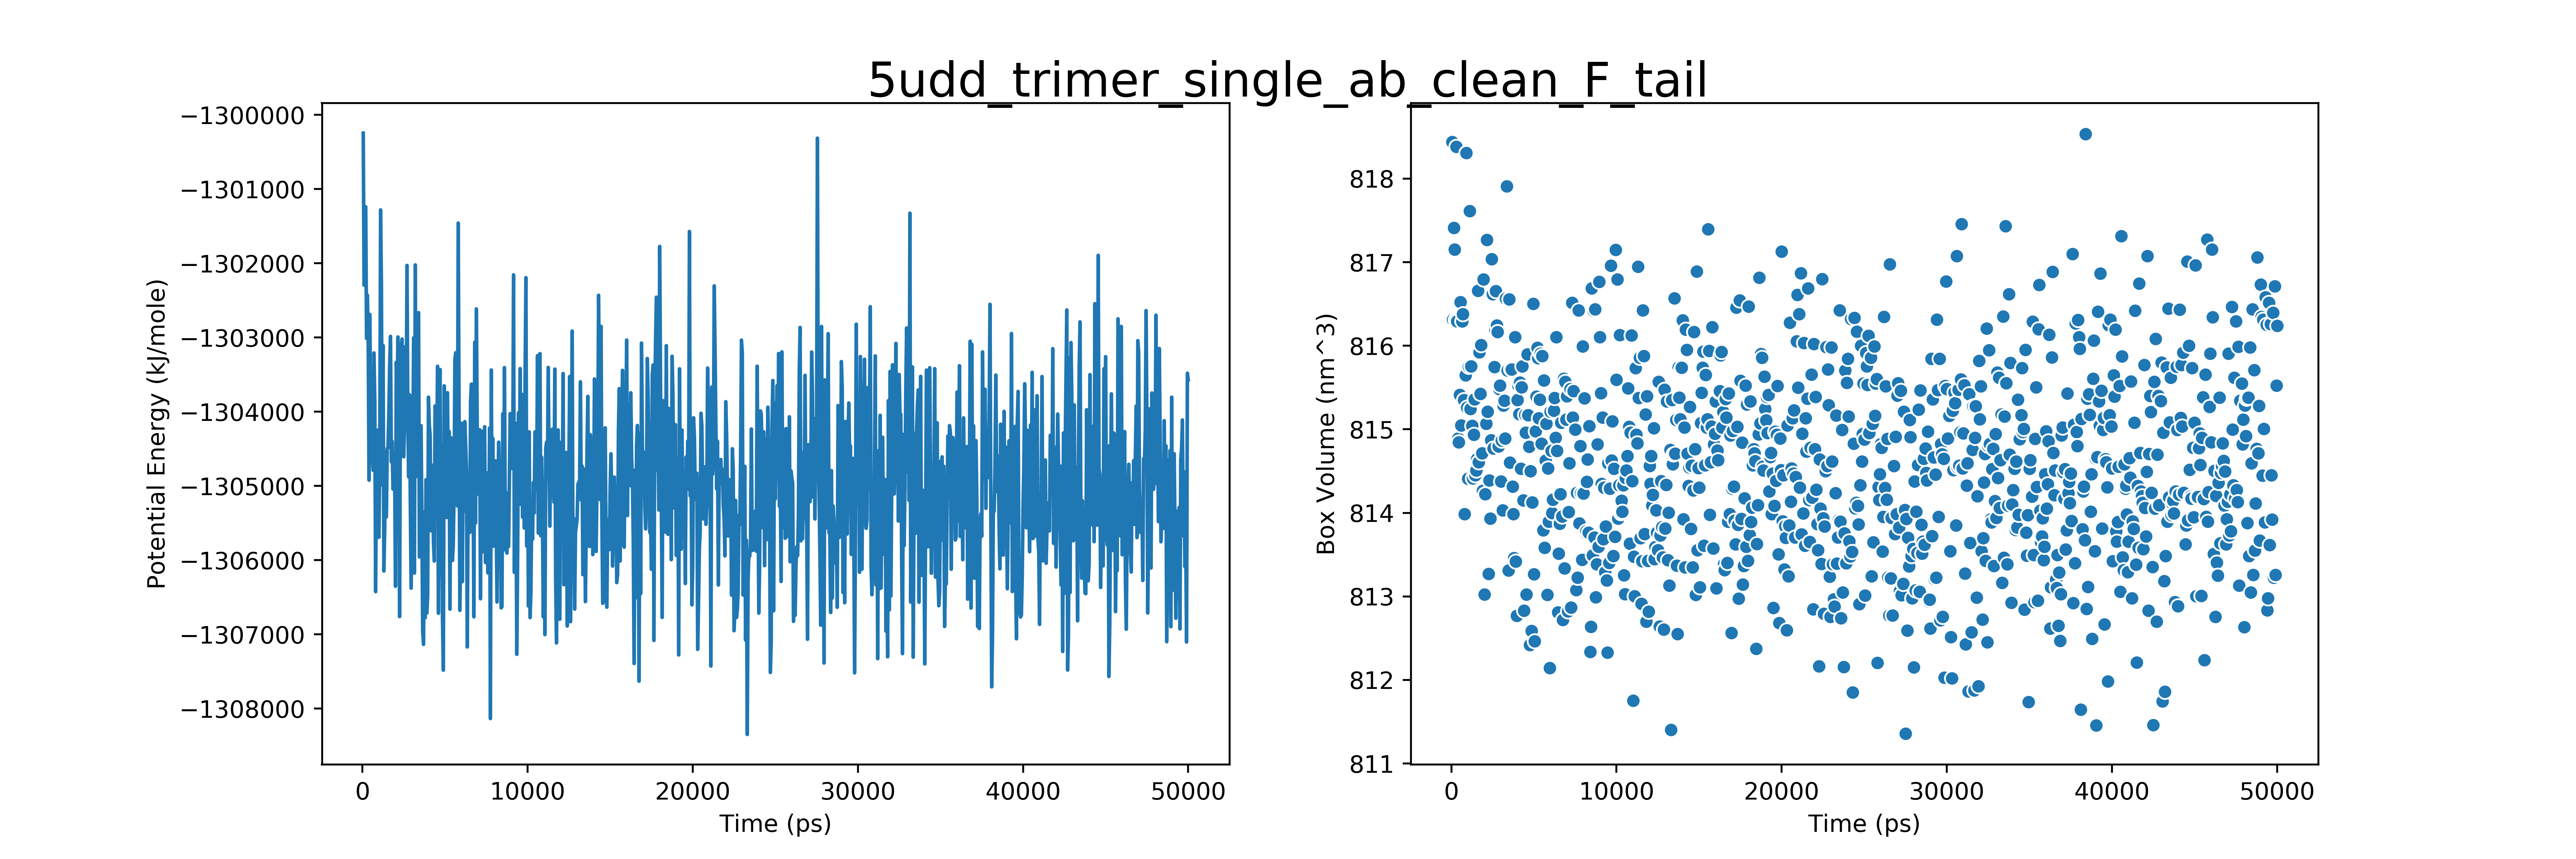 5udd_trimer_single_ab_clean_F_tail
−1300000
−1301000
−1302000
−1303000
−1304000
−1305000
−1306000
−1307000
−1308000
Potential Energy (kJ/mole)
0 10000 20000 30000 40000 50000
Time (ps)
818
817
816
815
814
813
812
811
Box Volume (nm^3)
0 10000 20000 30000 40000 50000
Time (ps)